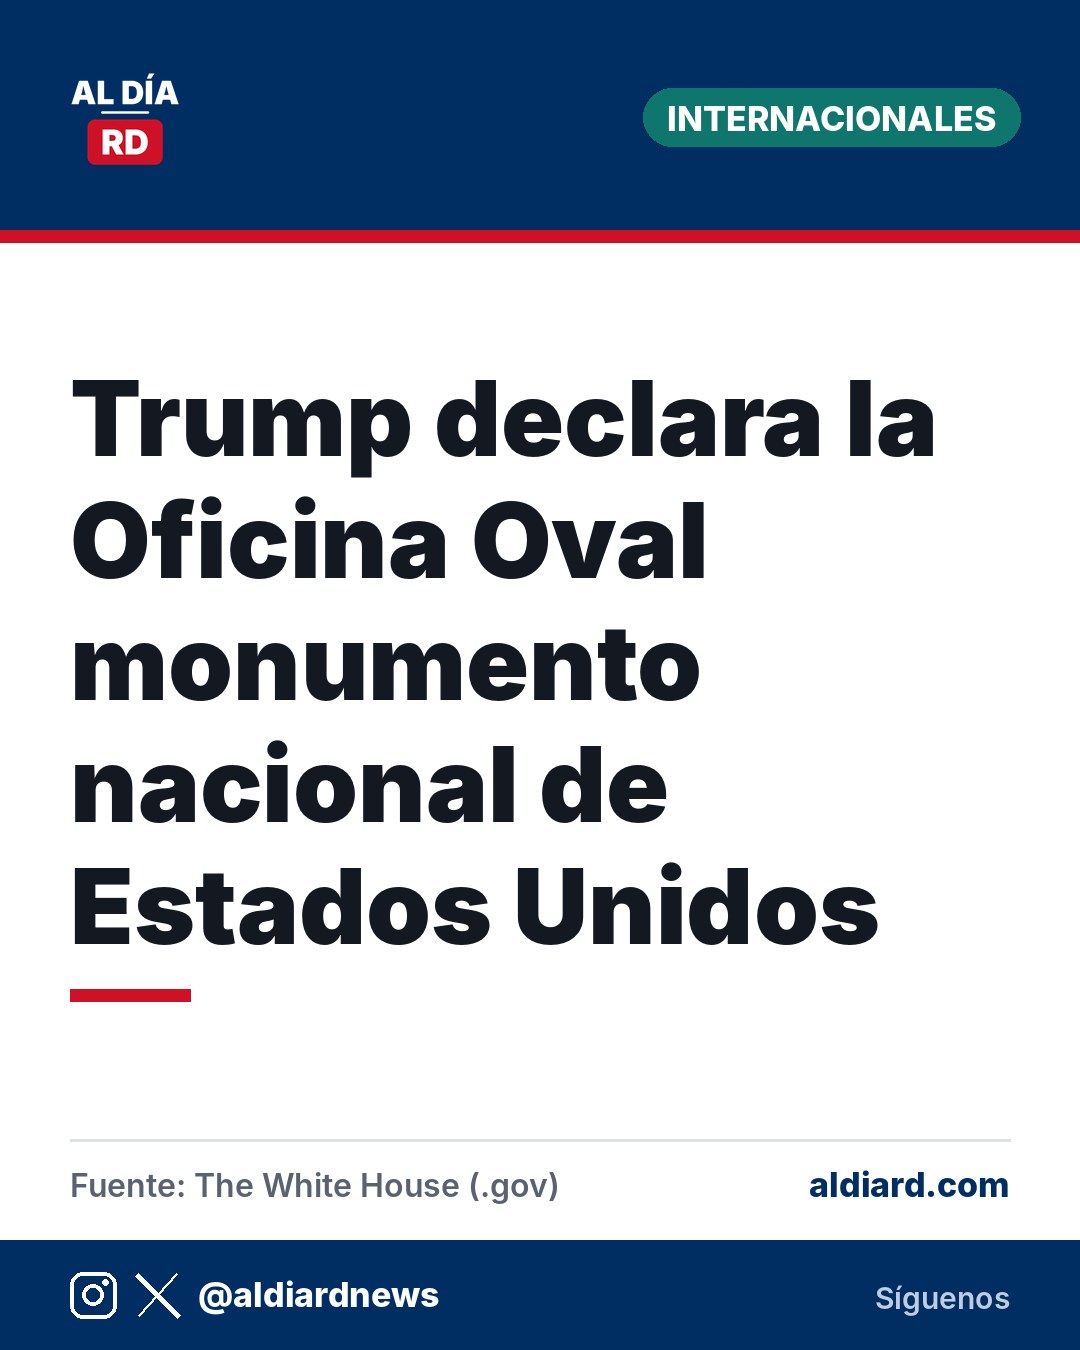 AL DÍA
RD
INTERNACIONALES
Trump declara la
Oficina Oval
monumento
nacional de
Estados Unidos
Fuente: The White House (.gov)
aldiard.com
@aldiardnews
Síguenos